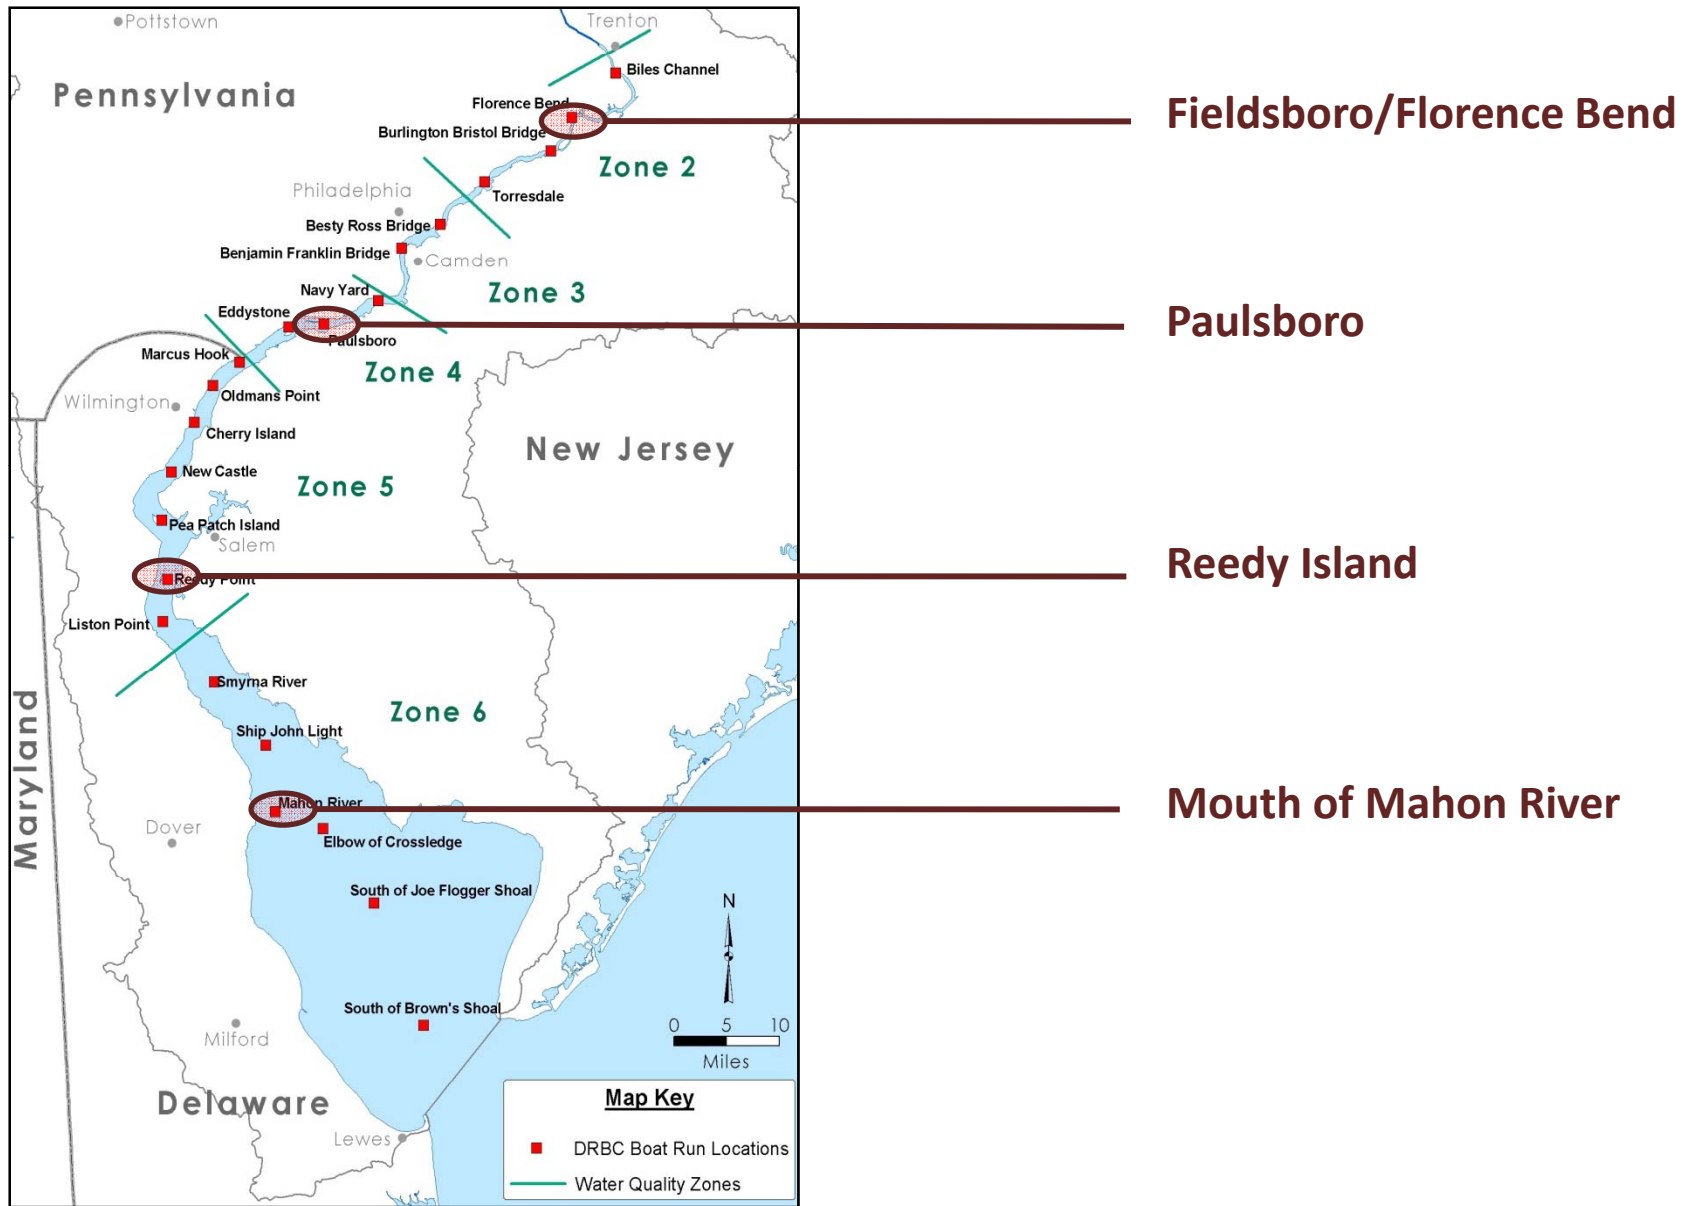 Pottstown
Trenton
Pennsylvania
Biles Channel
Florence Bend
Fieldsboro/Florence Bend
Burlington Bristol Bridge
Zone 2
Philadelphia
Torresdale
Besty Ross Bridge
Benjamin Franklin Bridge
Camden
Navy Yard
Zone 3
Eddystone
Paulsboro
Paulsboro
Marcus Hook
Zone 4
Oldmans Point
Wilmington
Cherry Island
New Jersey
New Castle
Zone 5
Pea Patch Island
Salem
Reedy Point
Reedy Island
Liston Point
Smyrna River
Zone 6
Maryland
Ship John Light
Mahon River
Mouth of Mahon River
Dover
Elbow of Crossledge
South of Joe Flogger Shoal
N
South of Brown's Shoal
0 5 10
Miles
Milford
Delaware
Lewes
Map Key
DRBC Boat Run Locations
Water Quality Zones